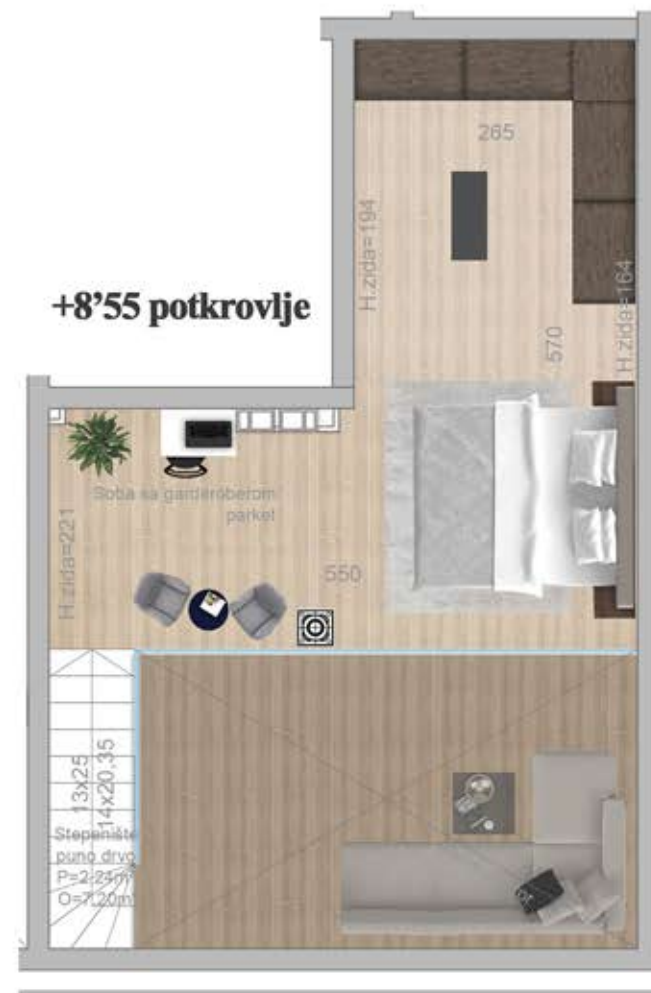 265
H.zida=194
H.zida=164
+8’55 potkrovlje
570
Soba sa garderoberom
parket
H.zida=221
550
13x25
14x20,35
Stepenište
puno drvo
P=2.24m
O=7,20m